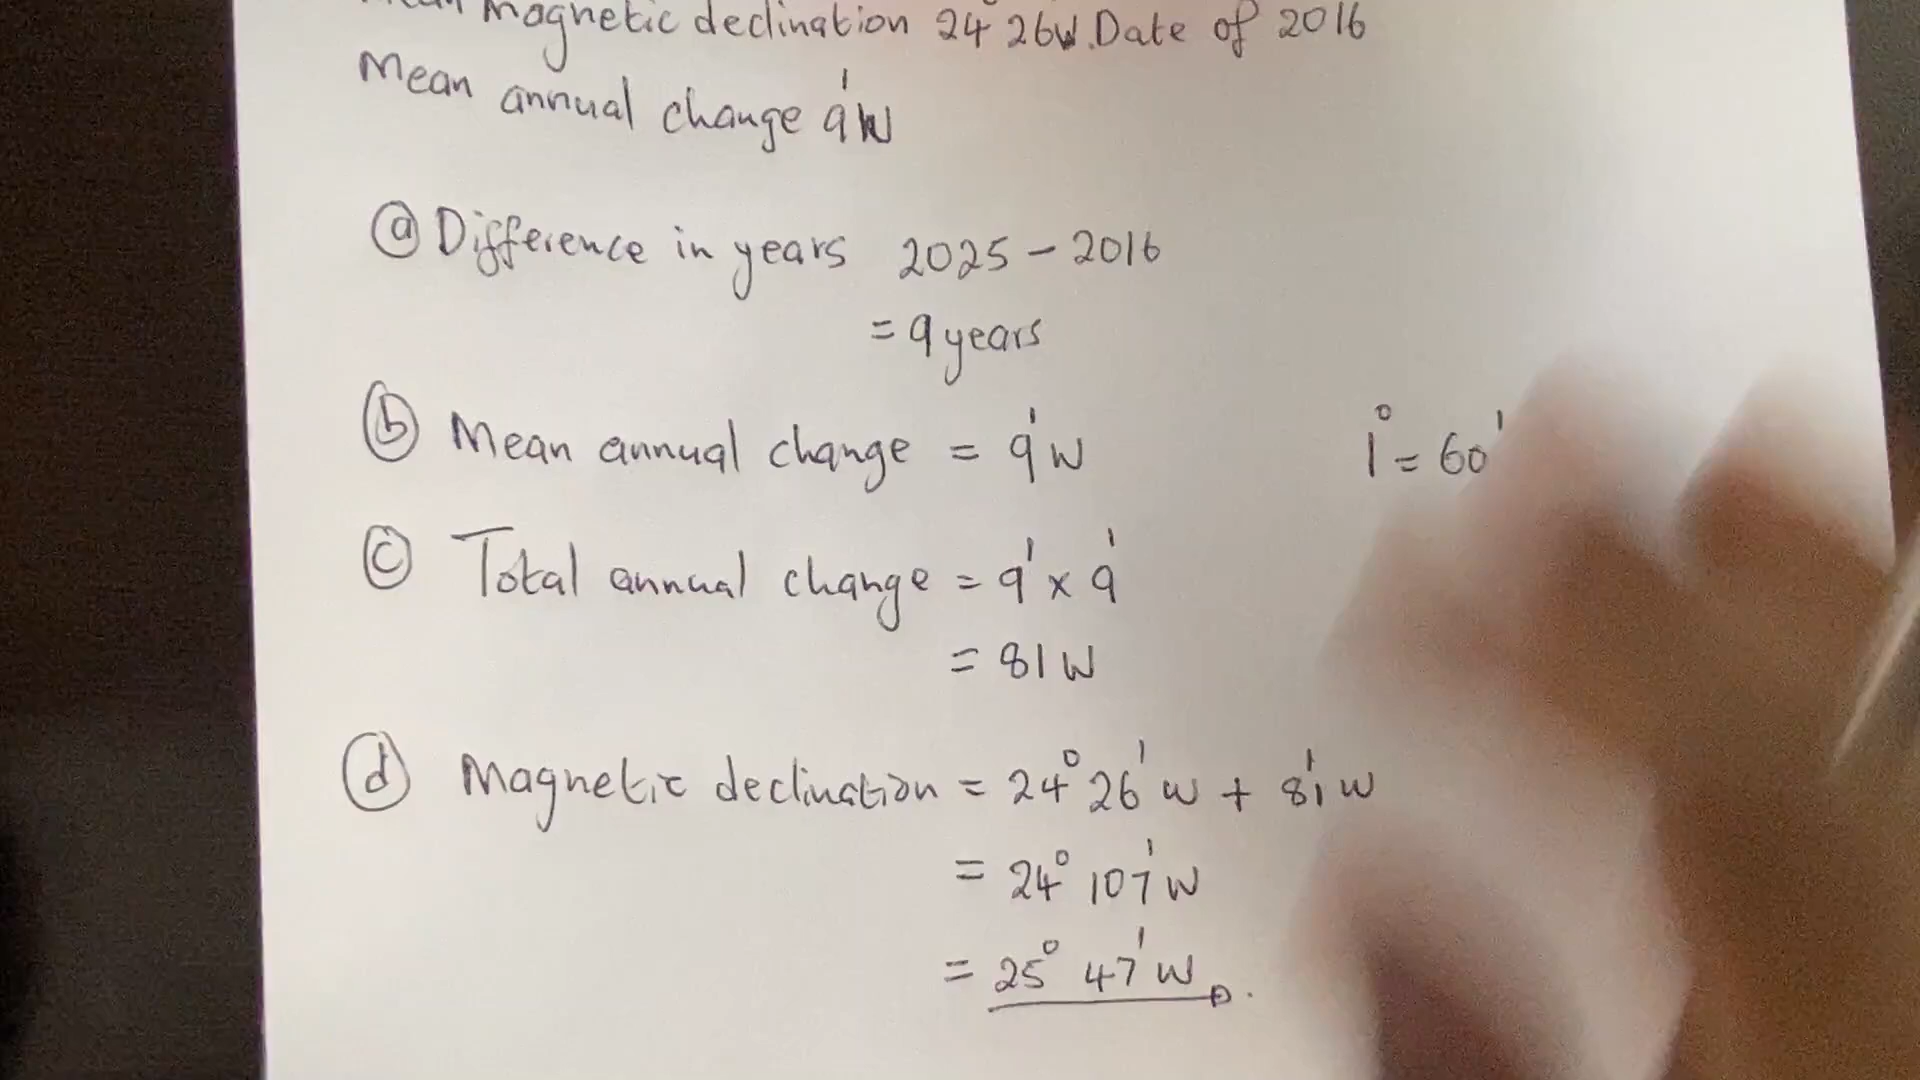 Mean magnetic declination 24° 26W. Date of 2016
Mean annual change 9'W
ⓐ Difference in years 2025 - 2016
= 9 years
ⓑ Mean annual change = 9'W
1° = 60'
ⓒ Total annual change = 9' x 9'
= 81W
ⓓ Magnetic declination = 24° 26'W + 81'W
= 24° 107'W
= 25° 47'W.